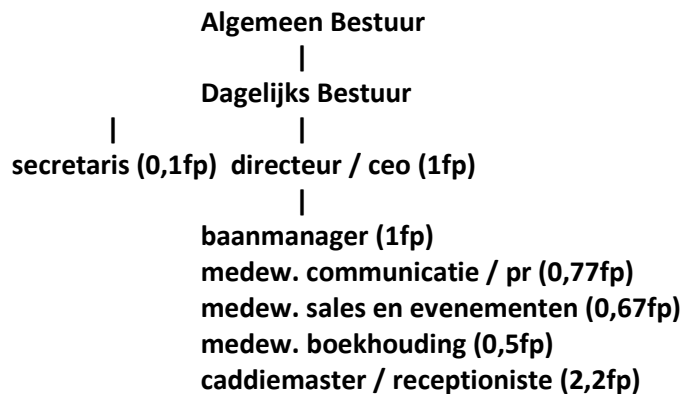 Algemeen Bestuur
|
Dagelijks Bestuur
| |
secretaris (0,1fp) directeur / ceo (1fp)
|
baanmanager (1fp)
medew. communicatie / pr (0,77fp)
medew. sales en evenementen (0,67fp)
medew. boekhouding (0,5fp)
caddiemaster / receptioniste (2,2fp)